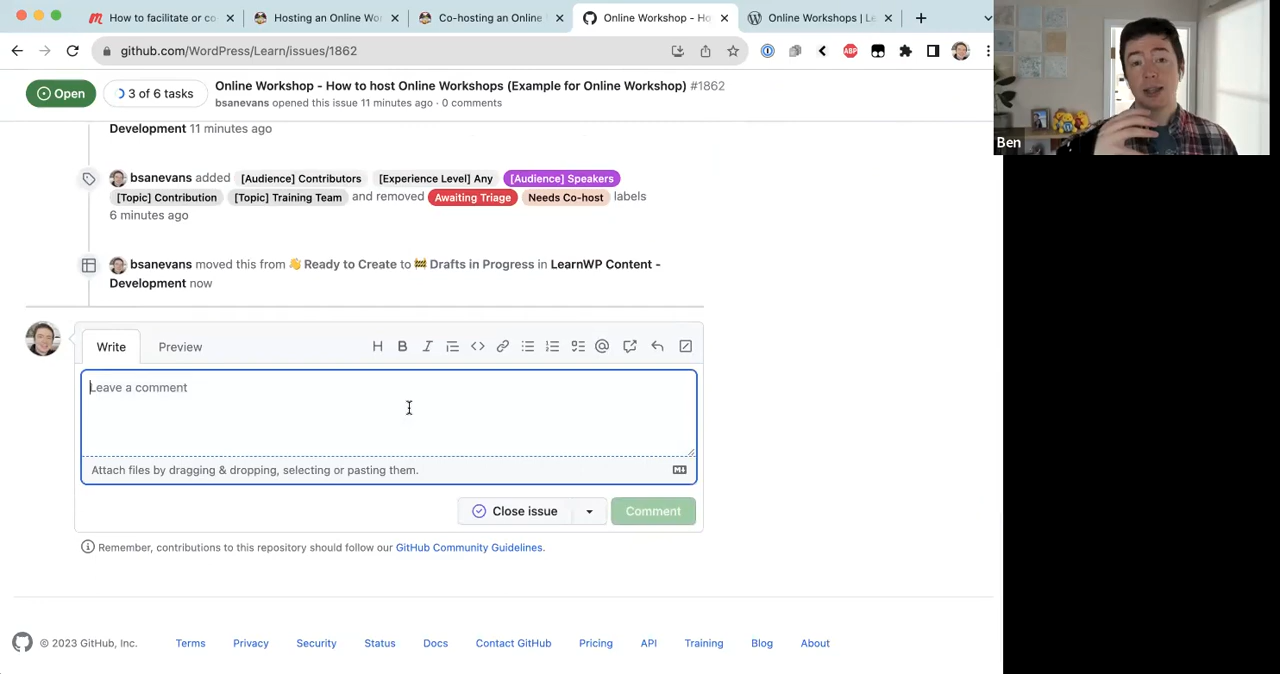 How to facilitate or co
Hosting an Online Wor
Co-hosting an Online
Online Workshop - Ho
Online Workshops | Le
github.com/WordPress/Learn/issues/1862
ABP
Ben
Open
3 of 6 tasks
Online Workshop - How to host Online Workshops (Example for Online Workshop) #1862
bsanevans opened this issue 11 minutes ago · 0 comments
Development 11 minutes ago
bsanevans added [Audience] Contributors [Experience Level] Any [Audience] Speakers
[Topic] Contribution [Topic] Training Team and removed Awaiting Triage Needs Co-host labels
6 minutes ago
bsanevans moved this from 👋 Ready to Create to 🚧 Drafts in Progress in LearnWP Content -
Development now
Write
Preview
Leave a comment
Attach files by dragging & dropping, selecting or pasting them.
Close issue
Comment
Remember, contributions to this repository should follow our GitHub Community Guidelines.
© 2023 GitHub, Inc.
Terms
Privacy
Security
Status
Docs
Contact GitHub
Pricing
API
Training
Blog
About